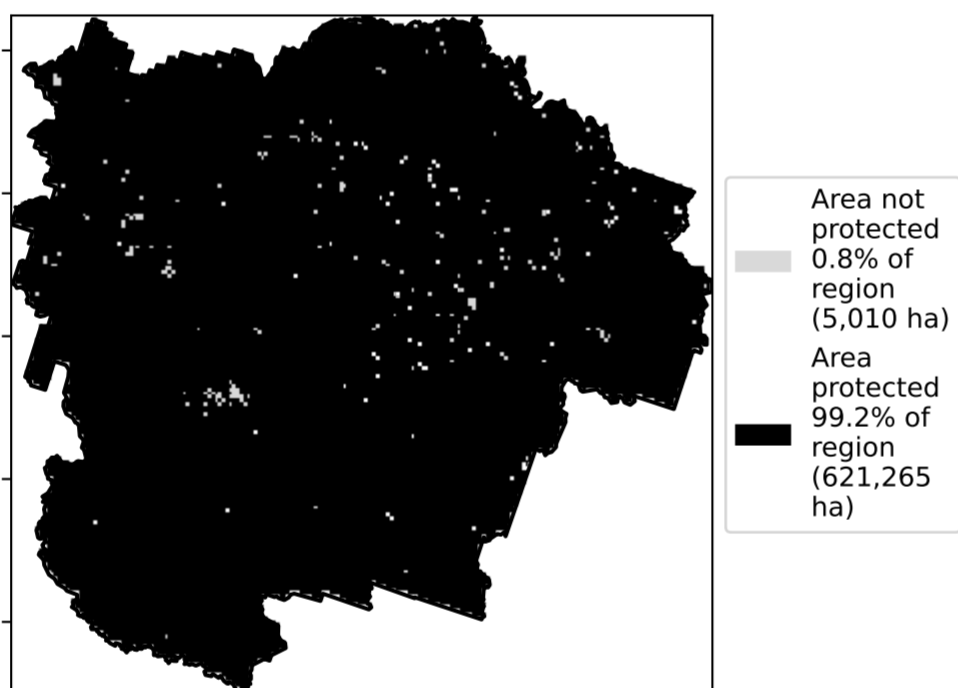 Area not
protected
0.8% of
region
(5,010 ha)
Area
protected
99.2% of
region
(621,265
ha)